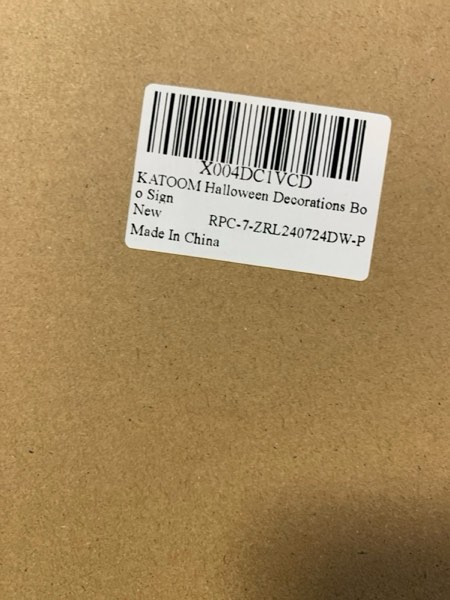 X004DC1VCD
KATOOM Halloween Decorations Bo
o Sign
New
RPC-7-ZRL240724DW-P
Made In China